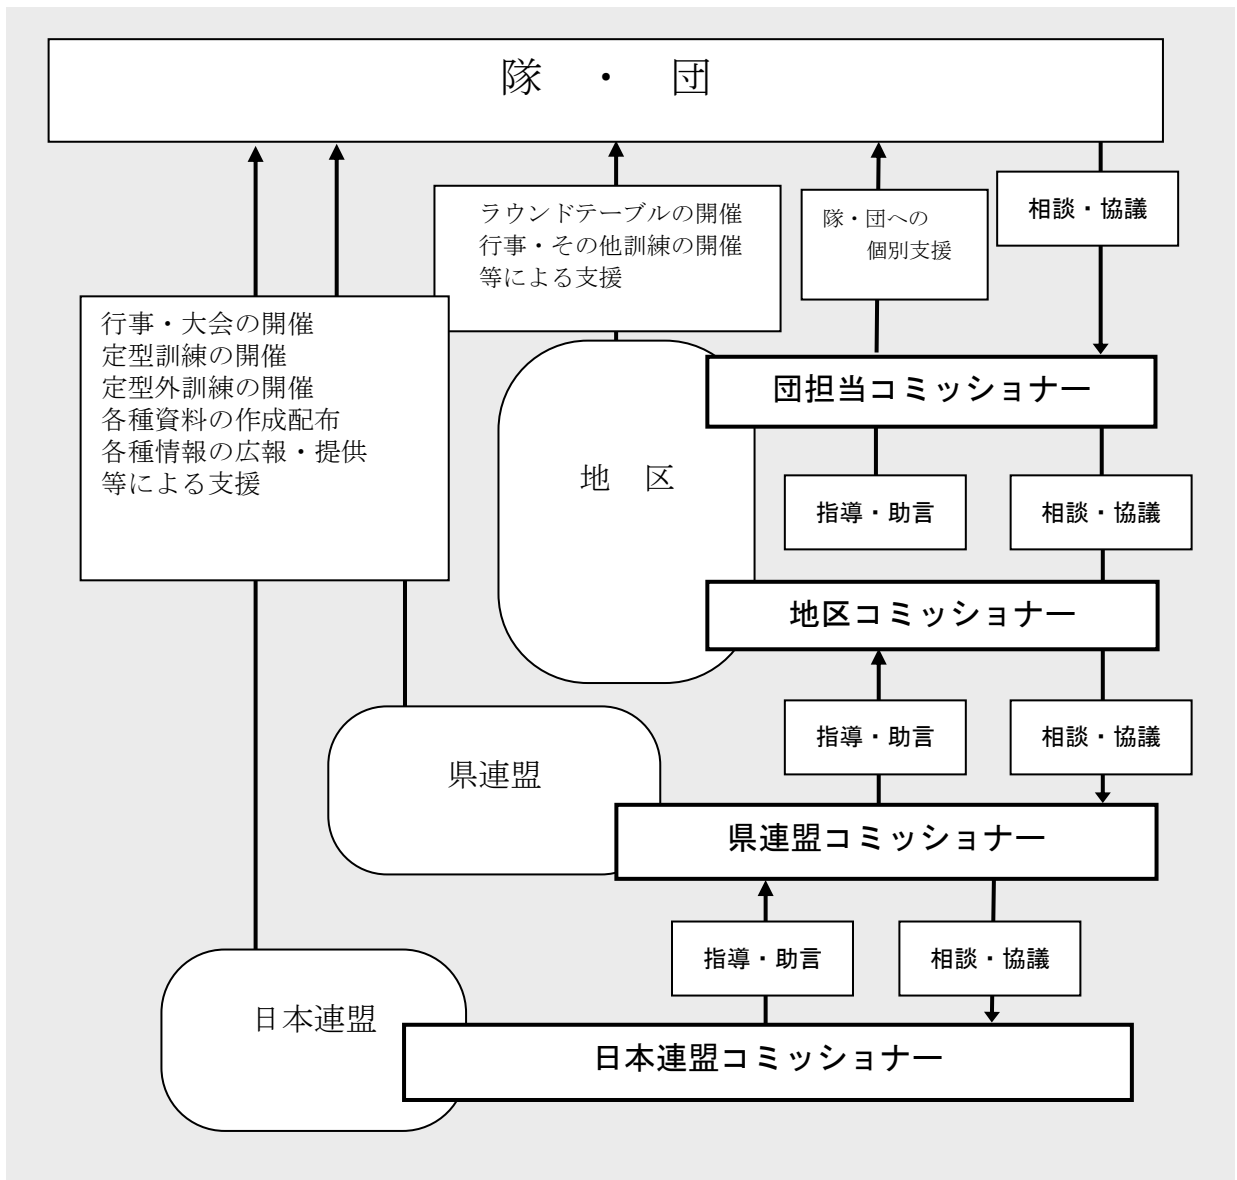 隊　・　団
相談・協議
ラウンドテーブルの開催
行事・その他訓練の開催
等による支援
隊・団への
個別支援
行事・大会の開催
定型訓練の開催
定型外訓練の開催
各種資料の作成配布
各種情報の広報・提供
等による支援
団担当コミッショナー
地　区
指導・助言
相談・協議
地区コミッショナー
指導・助言
相談・協議
県連盟
県連盟コミッショナー
指導・助言
相談・協議
日本連盟
日本連盟コミッショナー